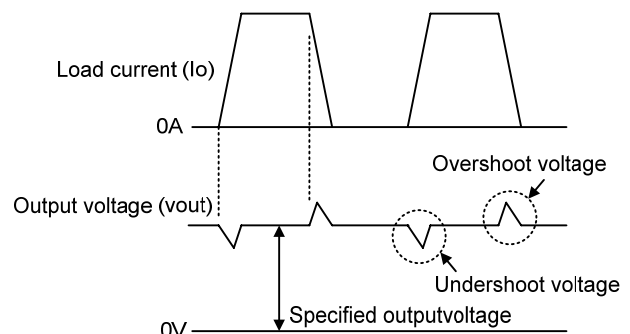 Load current (Io)
0A
Overshoot voltage
Output voltage (vout)
Undershoot voltage
Specified outputvoltage
0V